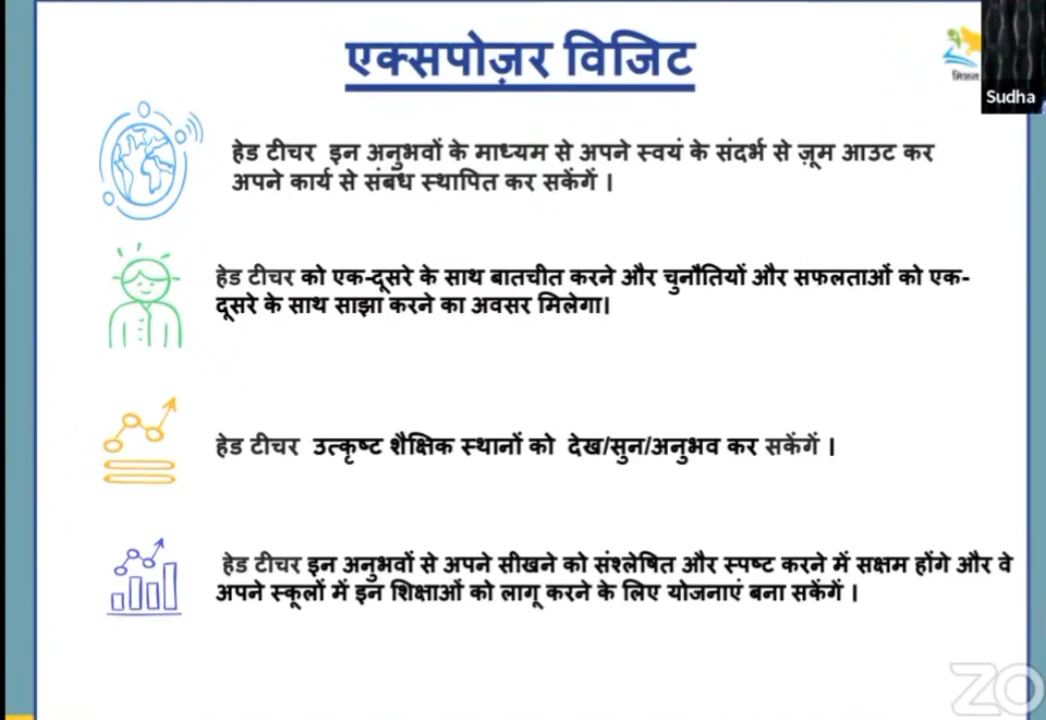 एक्सपोज़र विजिट
मिशन
Sudha
हेड टीचर इन अनुभवों के माध्यम से अपने स्वयं के संदर्भ से ज़ूम आउट कर
अपने कार्य से संबंध स्थापित कर सकेंगें ।
हेड टीचर को एक-दूसरे के साथ बातचीत करने और चुनौतियों और सफलताओं को एक-
दूसरे के साथ साझा करने का अवसर मिलेगा।
हेड टीचर उत्कृष्ट शैक्षिक स्थानों को देख/सुन/अनुभव कर सकेंगें ।
हेड टीचर इन अनुभवों से अपने सीखने को संश्लेषित और स्पष्ट करने में सक्षम होंगे और वे
अपने स्कूलों में इन शिक्षाओं को लागू करने के लिए योजनाएं बना सकेंगें ।
ZO